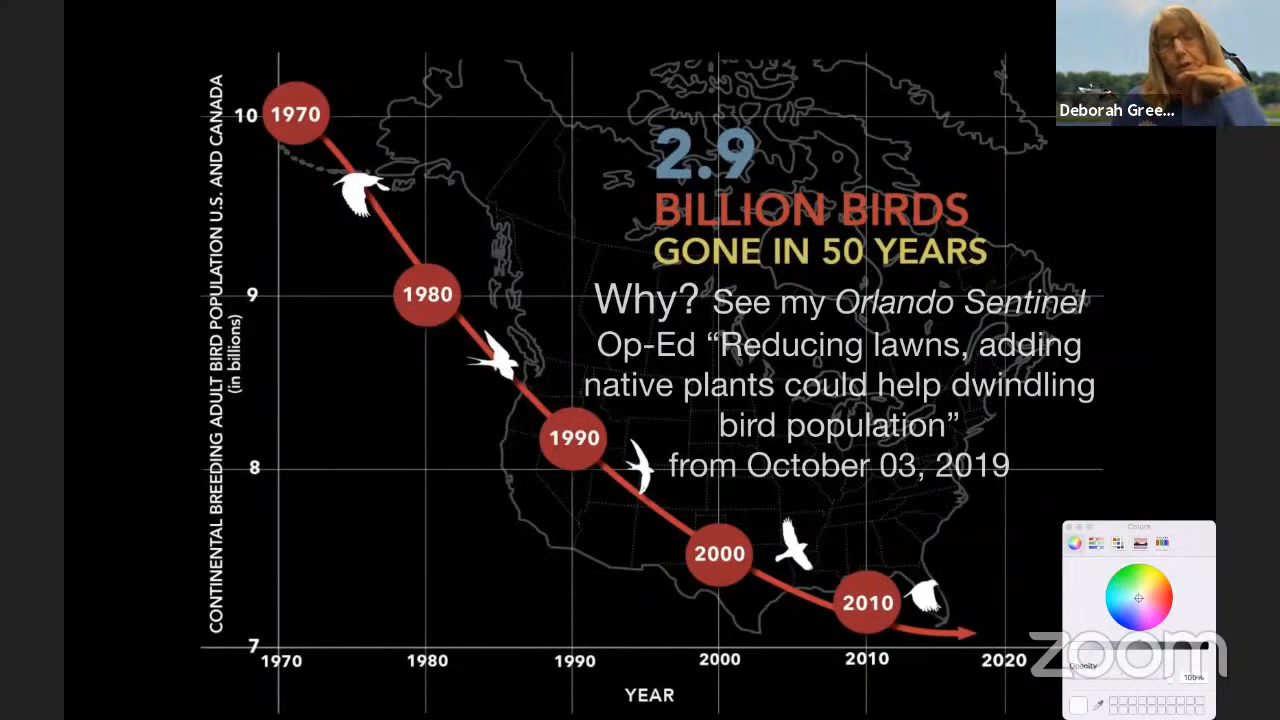 Deborah Gree...
CONTINENTAL BREEDING ADULT BIRD POPULATION U.S. AND CANADA
(in billions)
10
9
8
7
1970
1980
1990
2000
2010
2.9
BILLION BIRDS
GONE IN 50 YEARS
Why? See my Orlando Sentinel
Op-Ed “Reducing lawns, adding
native plants could help dwindling
bird population”
from October 03, 2019
1970 1980 1990 2000 2010 2020
YEAR
Colors
Opacity
100%
zoom